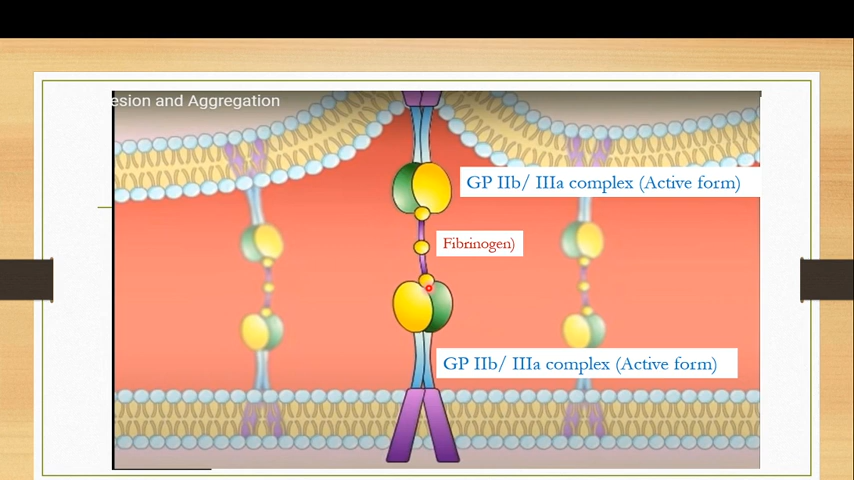 esion and Aggregation
GP IIb/ IIIa complex (Active form)
Fibrinogen)
GP IIb/ IIIa complex (Active form)